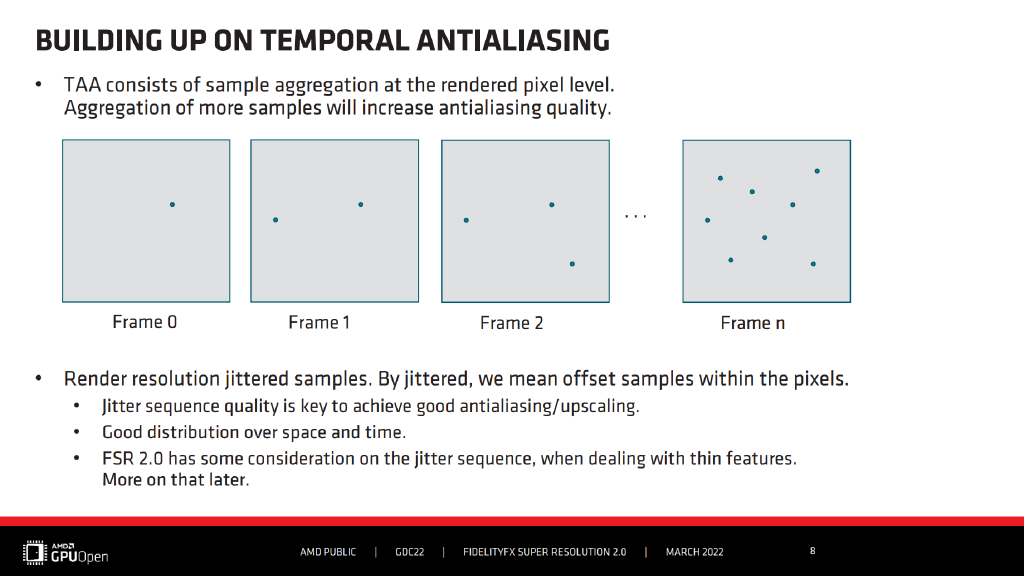 BUILDING UP ON TEMPORAL ANTIALIASING
• TAA consists of sample aggregation at the rendered pixel level.
Aggregation of more samples will increase antialiasing quality.
...
Frame 0
Frame 1
Frame 2
Frame n
• Render resolution jittered samples. By jittered, we mean offset samples within the pixels.
• Jitter sequence quality is key to achieve good antialiasing/upscaling.
• Good distribution over space and time.
• FSR 2.0 has some consideration on the jitter sequence, when dealing with thin features.
More on that later.
AMD
GPUOpen
AMD PUBLIC | GDC22 | FIDELITYFX SUPER RESOLUTION 2.0 | MARCH 2022
8